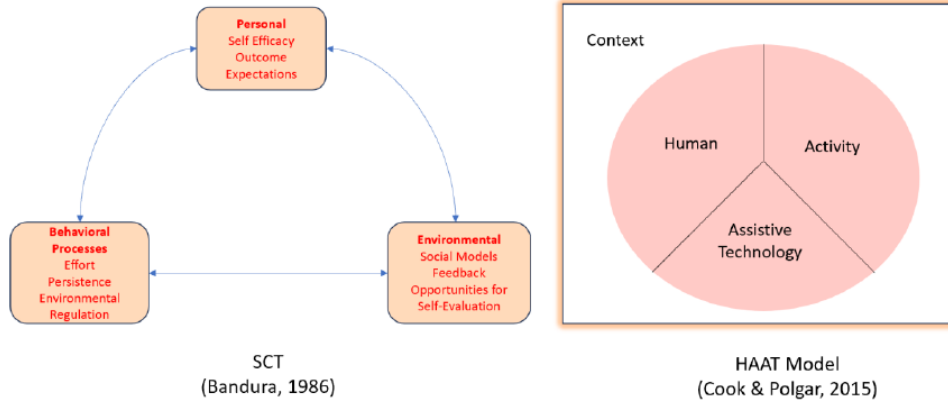 Personal
Self Efficacy
Outcome
Expectations
Behavioral
Processes
Effort
Persistence
Environmental
Regulation
Environmental
Social Models
Feedback
Opportunities for
Self-Evaluation
SCT
(Bandura, 1986)
Context
Human
Activity
Assistive
Technology
HAAT Model
(Cook & Polgar, 2015)